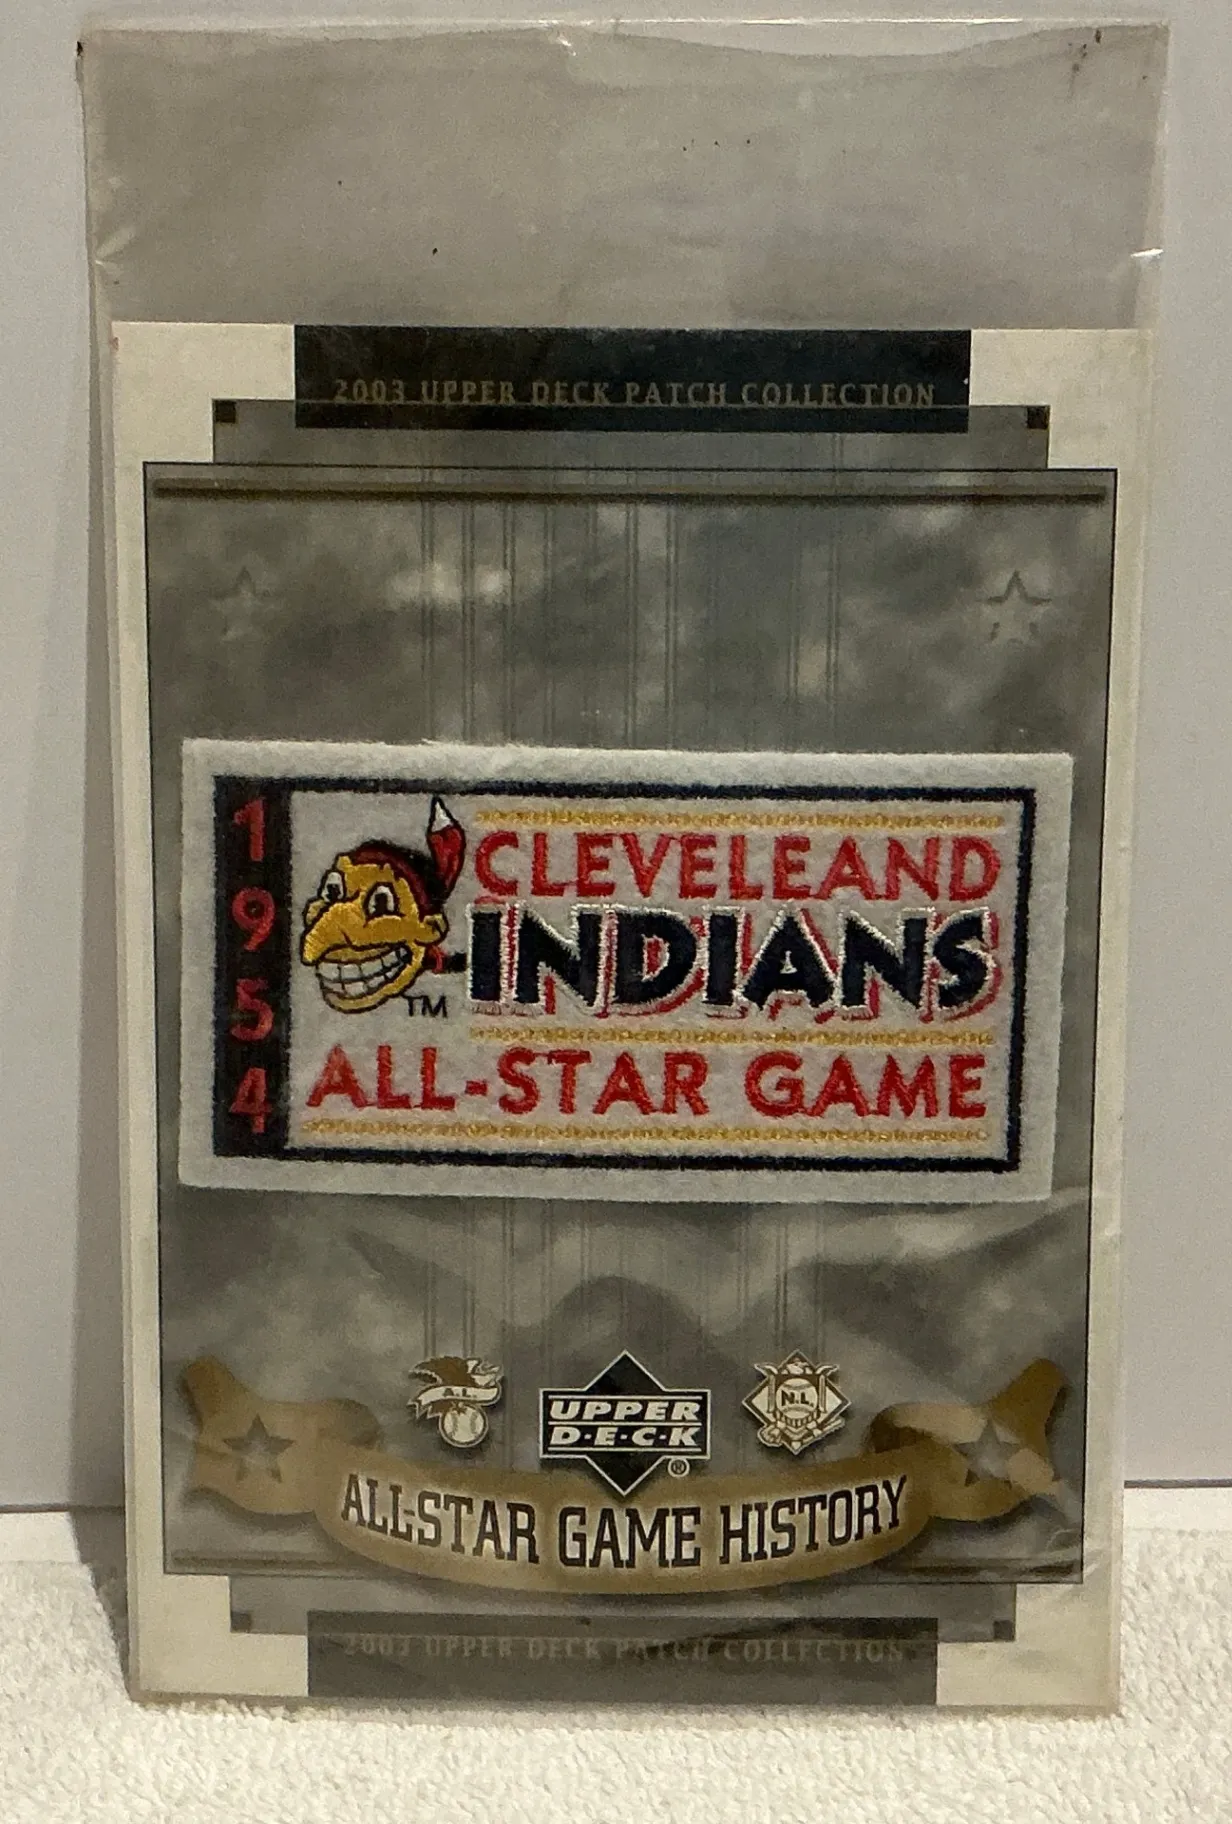 2003 UPPER DECK PATCH COLLECTION
1954
CLEVELEAND
INDIANS
TM
ALL-STAR GAME
A.L.
N.L.
UPPER
D·E·C·K
®
ALL-STAR GAME HISTORY
2003 UPPER DECK PATCH COLLECTION